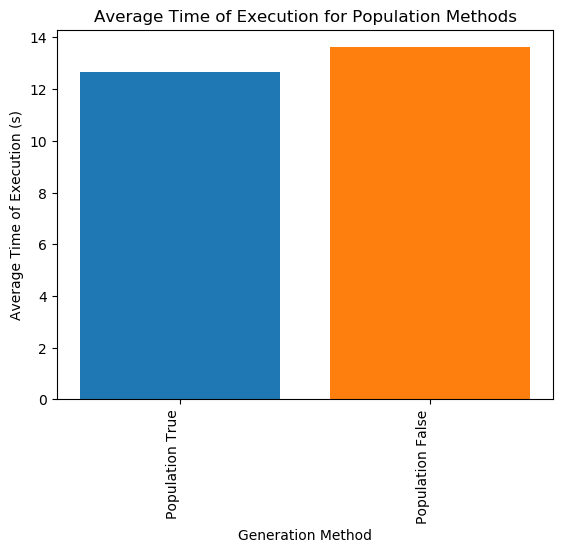 Average Time of Execution for Population Methods
Average Time of Execution (s)
14
12
10
8
6
4
2
0
Population True
Population False
Generation Method